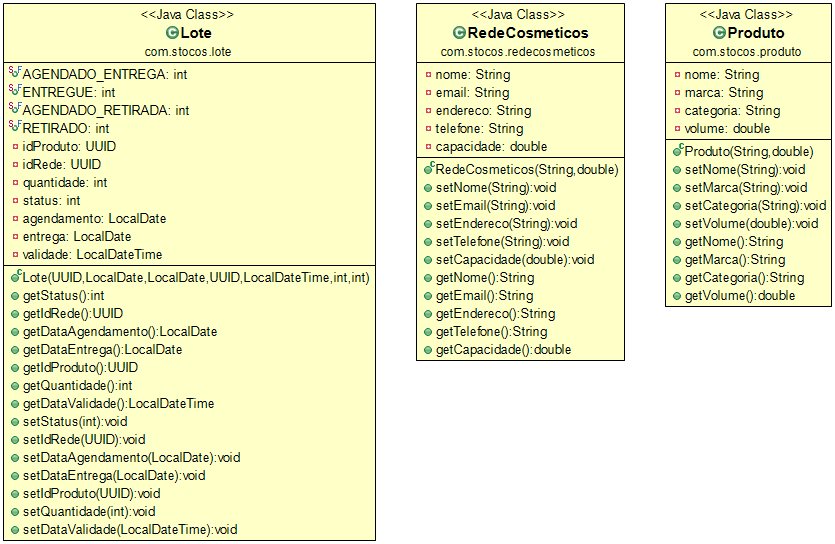 <<Java Class>>
Lote
com.stocos.lote
AGENDADO_ENTREGA: int
ENTREGUE: int
AGENDADO_RETIRADA: int
RETIRADO: int
idProduto: UUID
idRede: UUID
quantidade: int
status: int
agendamento: LocalDate
entrega: LocalDate
validade: LocalDateTime
Lote(UUID,LocalDate,LocalDate,UUID,LocalDateTime,int,int)
getStatus():int
getIdRede():UUID
getDataAgendamento():LocalDate
getDataEntrega():LocalDate
getIdProduto():UUID
getQuantidade():int
getDataValidade():LocalDateTime
setStatus(int):void
setIdRede(UUID):void
setDataAgendamento(LocalDate):void
setDataEntrega(LocalDate):void
setIdProduto(UUID):void
setQuantidade(int):void
setDataValidade(LocalDateTime):void
<<Java Class>>
RedeCosmeticos
com.stocos.redecosmeticos
nome: String
email: String
endereco: String
telefone: String
capacidade: double
RedeCosmeticos(String,double)
setNome(String):void
setEmail(String):void
setEndereco(String):void
setTelefone(String):void
setCapacidade(double):void
getNome():String
getEmail():String
getEndereco():String
getTelefone():String
getCapacidade():double
<<Java Class>>
Produto
com.stocos.produto
nome: String
marca: String
categoria: String
volume: double
Produto(String,double)
setNome(String):void
setMarca(String):void
setCategoria(String):void
setVolume(double):void
getNome():String
getMarca():String
getCategoria():String
getVolume():double